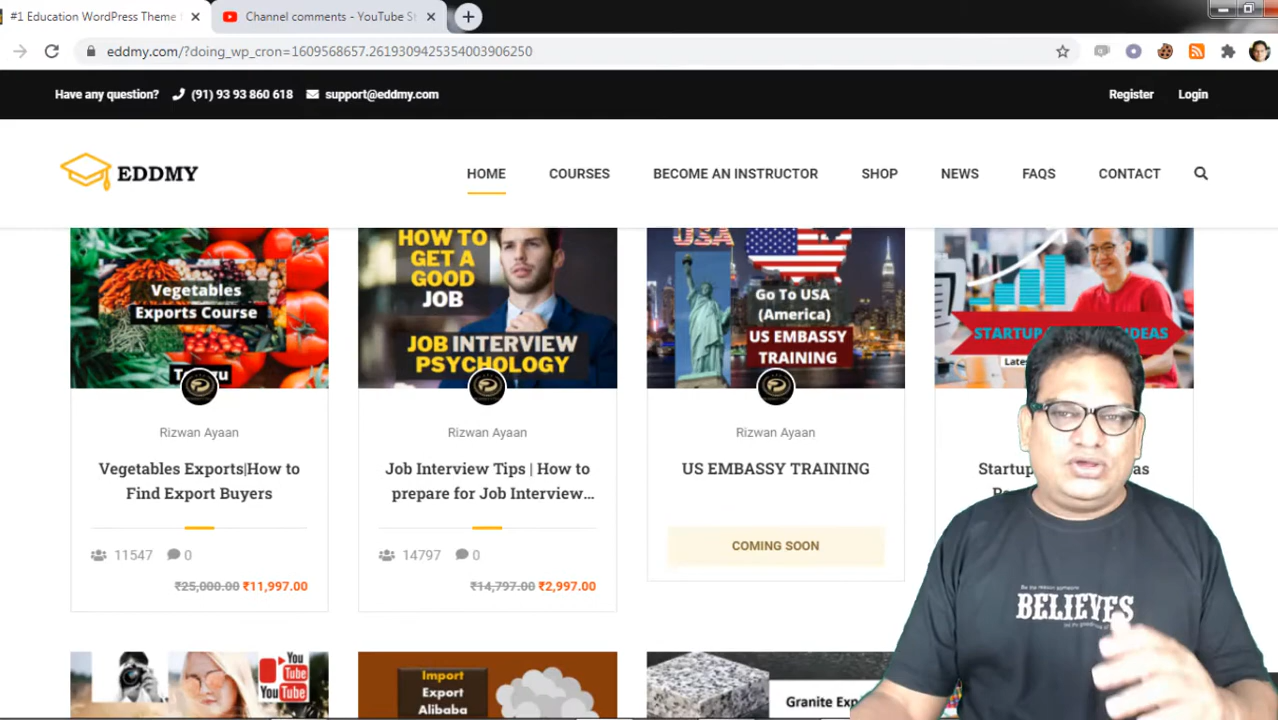 #1 Education WordPress Theme
Channel comments - YouTube St
eddmy.com/?doing_wp_cron=1609568657.2619309425354003906250
Have any question? (91) 93 93 860 618 support@eddmy.com
Register Login
EDDMY
HOME COURSES BECOME AN INSTRUCTOR SHOP NEWS FAQS CONTACT
Vegetables
Exports Course
HOW TO
GET A
GOOD
JOB
JOB INTERVIEW
PSYCHOLOGY
USA
Go To USA
(America)
US EMBASSY
TRAINING
STARTUP
Rizwan Ayaan
Rizwan Ayaan
Rizwan Ayaan
Vegetables Exports|How to
Find Export Buyers
Job Interview Tips | How to
prepare for Job Interview...
US EMBASSY TRAINING
Startup
11547 0
₹25,000.00 ₹11,997.00
14797 0
₹14,797.00 ₹2,997.00
COMING SOON
BELIEVES
You
Tube
You
Tube
Import
Export
Alibaba
Granite